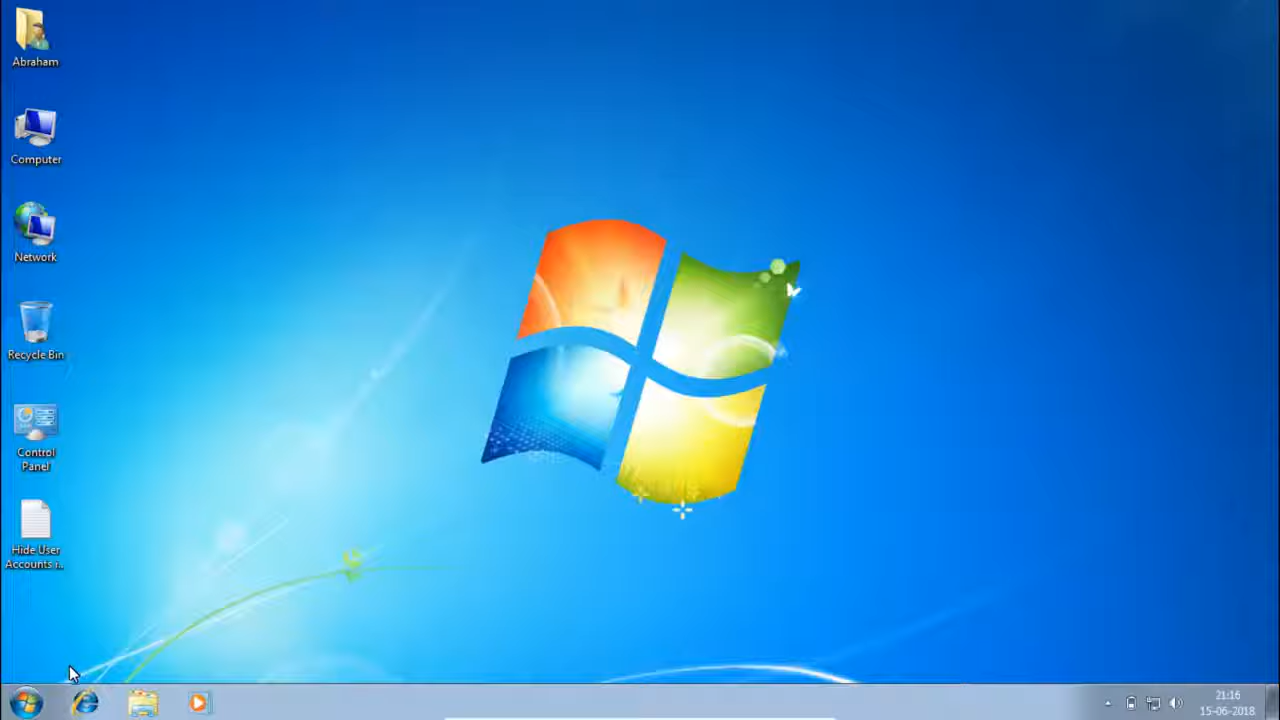 Abraham
Computer
Network
Recycle Bin
Control
Panel
Hide User
Accounts i...
21:16
15-06-2018